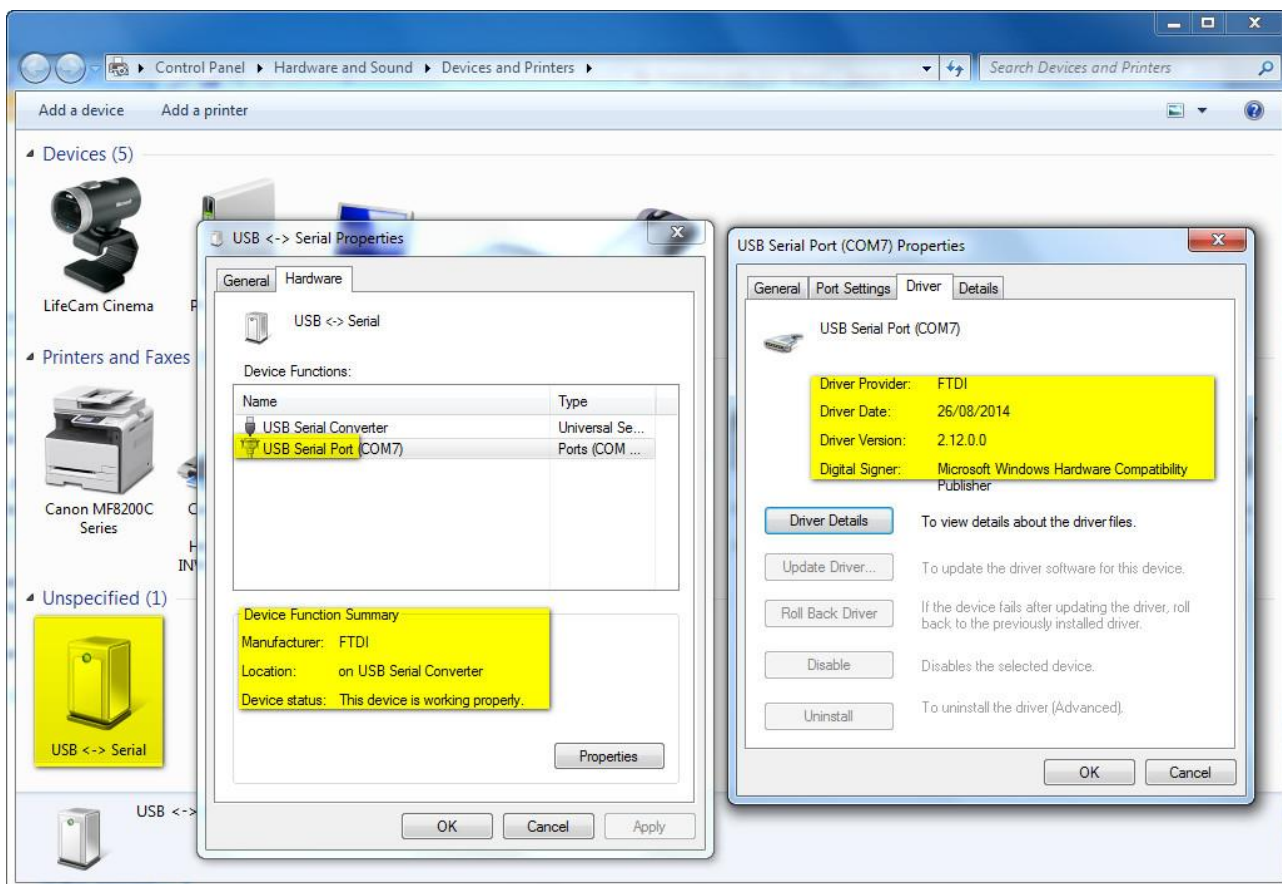 Control Panel ▸ Hardware and Sound ▸ Devices and Printers ▸
Search Devices and Printers
Add a device
Add a printer
Devices (5)
LifeCam Cinema
P
Printers and Faxes
Canon MF8200C
Series
C
H
INV
Unspecified (1)
USB <-> Serial
USB <->
USB <-> Serial Properties
General
Hardware
USB <-> Serial
Device Functions:
Name
Type
USB Serial Converter
Universal Se...
USB Serial Port (COM7)
Ports (COM ...
Device Function Summary
Manufacturer: FTDI
Location: on USB Serial Converter
Device status: This device is working properly.
Properties
OK
Cancel
Apply
USB Serial Port (COM7) Properties
General
Port Settings
Driver
Details
USB Serial Port (COM7)
Driver Provider: FTDI
Driver Date: 26/08/2014
Driver Version: 2.12.0.0
Digital Signer: Microsoft Windows Hardware Compatibility
Publisher
Driver Details
To view details about the driver files.
Update Driver...
To update the driver software for this device.
Roll Back Driver
If the device fails after updating the driver, roll
back to the previously installed driver.
Disable
Disables the selected device.
Uninstall
To uninstall the driver (Advanced).
OK
Cancel